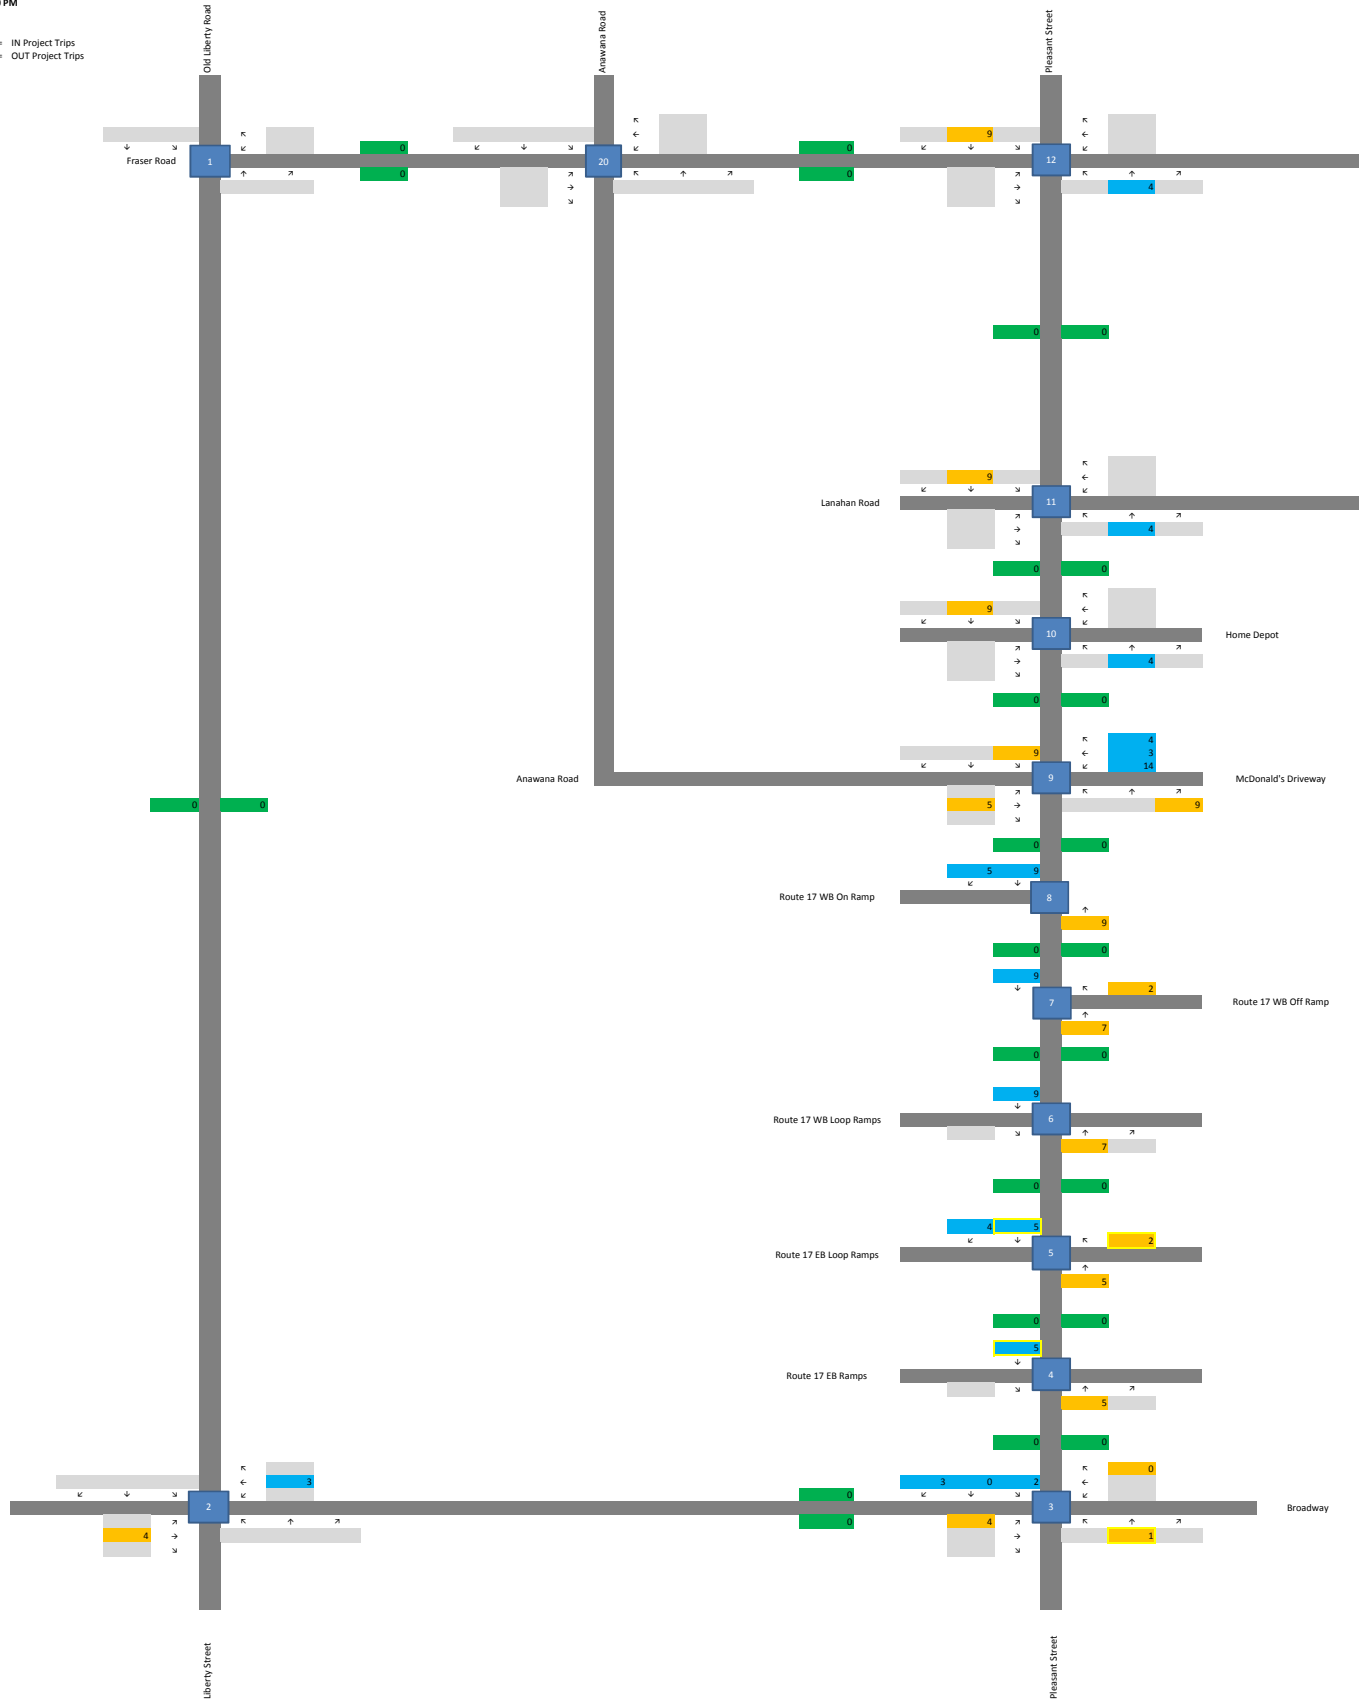 PM
= IN Project Trips
= OUT Project Trips
Old Liberty Road
Anawana Road
Pleasant Street
9
Fraser Road
1
0
0
20
0
0
12
4
0 0
9
Lanahan Road
11
4
0 0
9
10
Home Depot
4
0 0
4
3
14
9
Anawana Road
9
McDonald's Driveway
5
9
0 0
0 0
5 9
Route 17 WB On Ramp
8
9
0 0
9
2
7
Route 17 WB Off Ramp
7
0 0
9
Route 17 WB Loop Ramps
6
7
0 0
4 5
2
Route 17 EB Loop Ramps
5
5
0 0
5
Route 17 EB Ramps
4
5
0 0
0
3
3 0 2
0
2
3
Broadway
0
4
4
1
Liberty Street
Pleasant Street